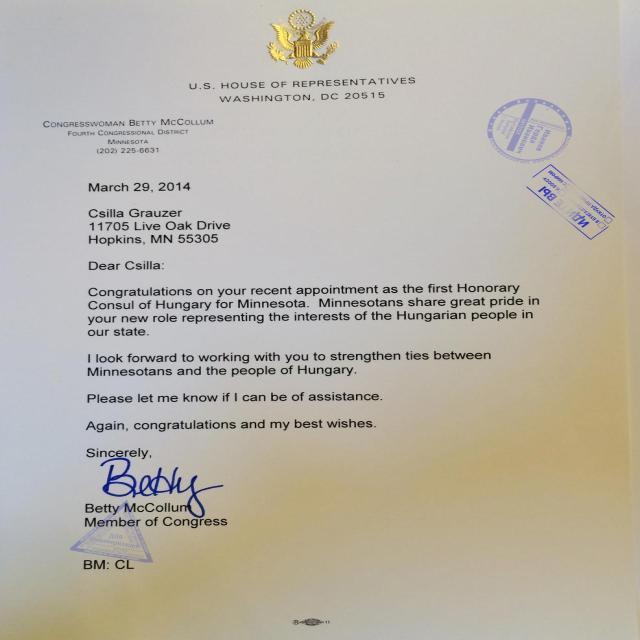 U.S. HOUSE OF REPRESENTATIVES
WASHINGTON, DC 20515
CONGRESSWOMAN BETTY MCCOLLUM
FOURTH CONGRESSIONAL DISTRICT
MINNESOTA
(202) 225-6631
March 29, 2014
Csilla Grauzer
11705 Live Oak Drive
Hopkins, MN 55305
Dear Csilla:
Congratulations on your recent appointment as the first Honorary
Consul of Hungary for Minnesota. Minnesotans share great pride in
your new role representing the interests of the Hungarian people in
our state.
I look forward to working with you to strengthen ties between
Minnesotans and the people of Hungary.
Please let me know if I can be of assistance.
Again, congratulations and my best wishes.
Sincerely,
Betty
Betty McCollum
Member of Congress
Для
BM: CL
ИДИТЕ ВЫ